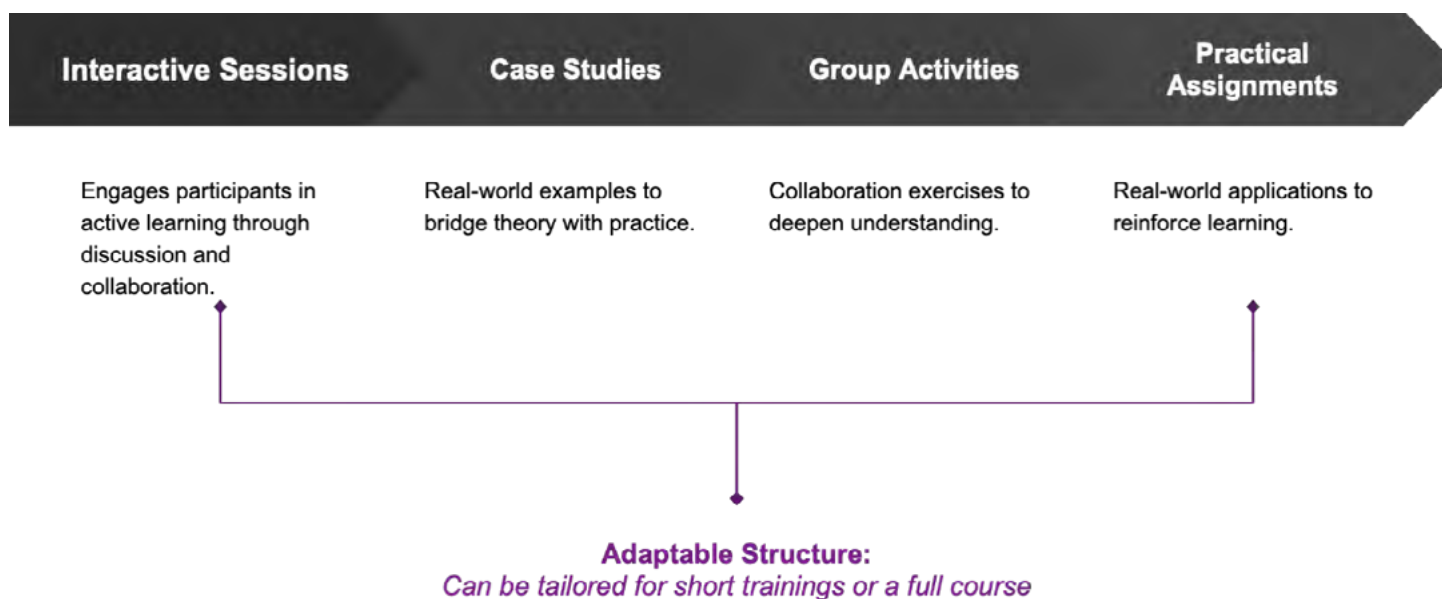 Interactive Sessions
Case Studies
Group Activities
Practical
Assignments
Engages participants in
active learning through
discussion and
collaboration.
Real-world examples to
bridge theory with practice.
Collaboration exercises to
deepen understanding.
Real-world applications to
reinforce learning.
Adaptable Structure:
Can be tailored for short trainings or a full course